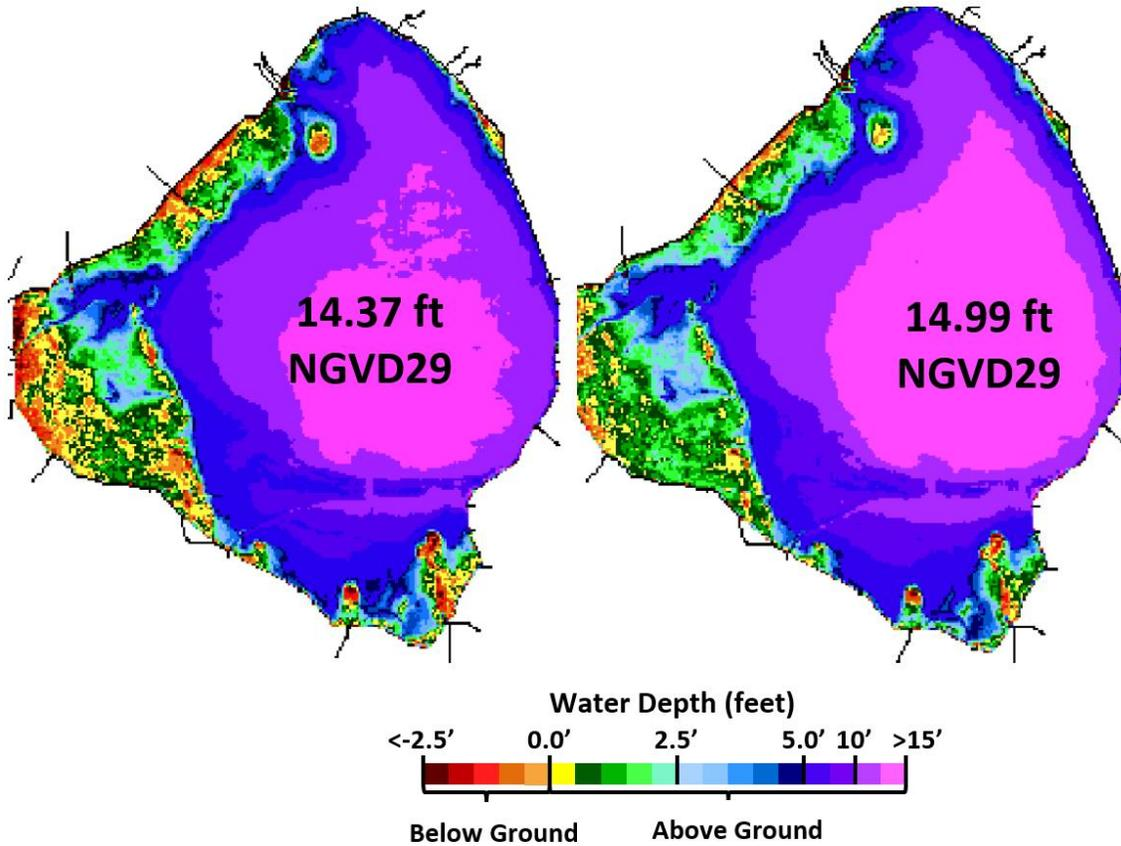 14.37 ft
NGVD29
14.99 ft
NGVD29
Water Depth (feet)
<-2.5’ 0.0’ 2.5’ 5.0’ 10’ >15’
Below Ground Above Ground